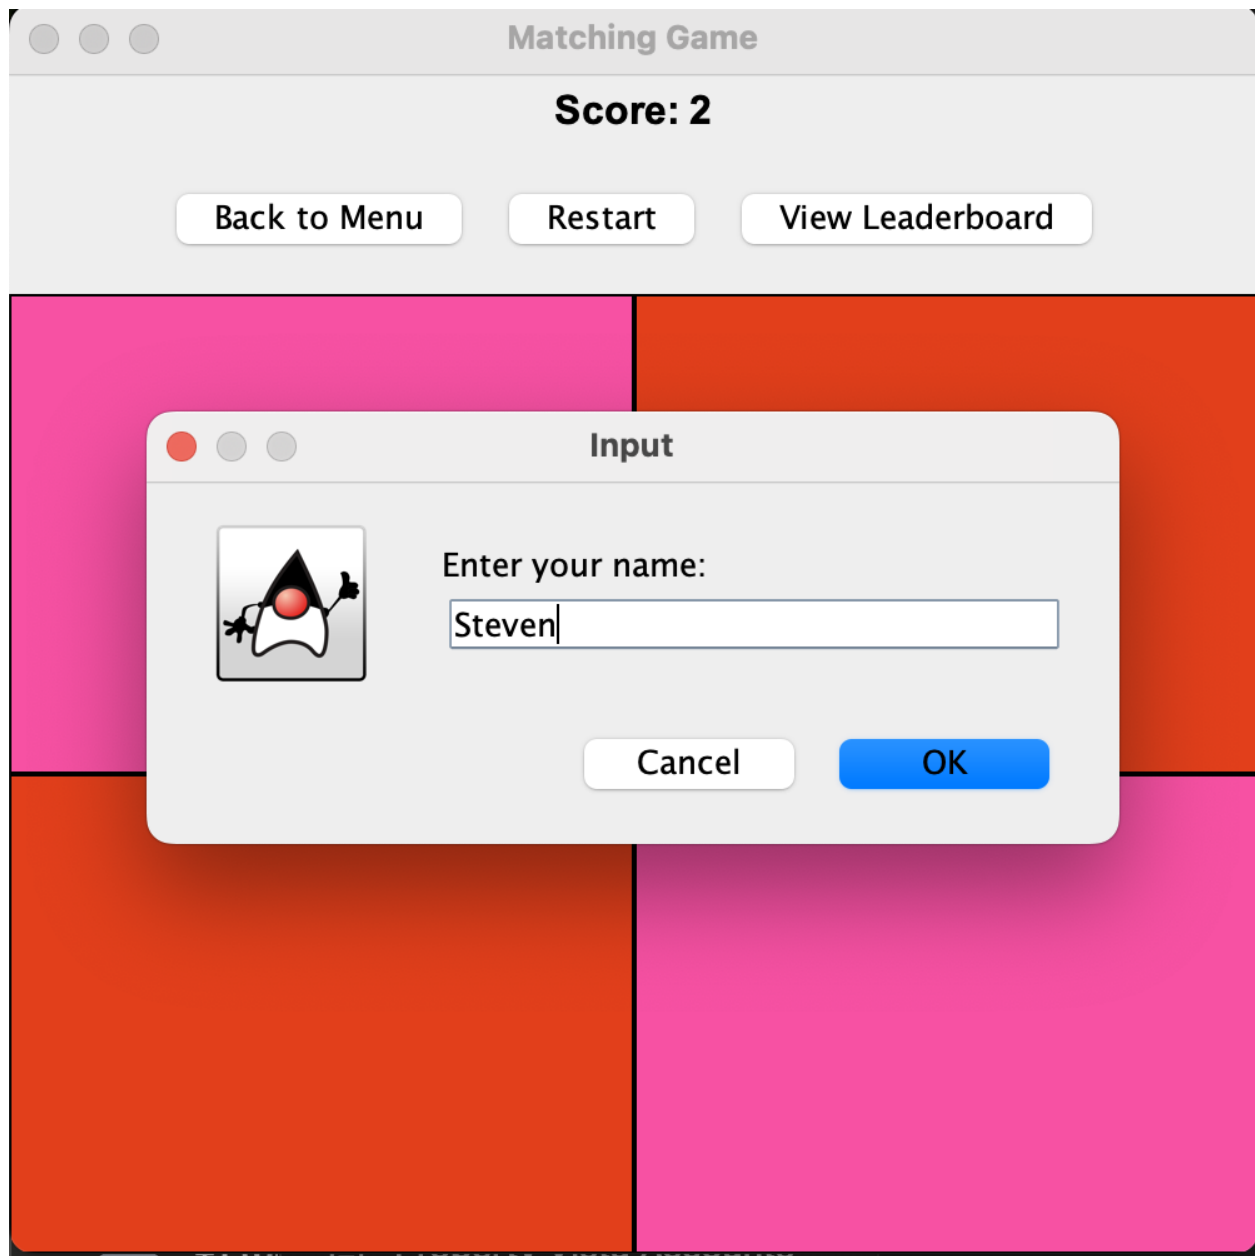 Matching Game
Score: 2
Back to Menu Restart View Leaderboard
Input
Enter your name:
Steven
Cancel OK